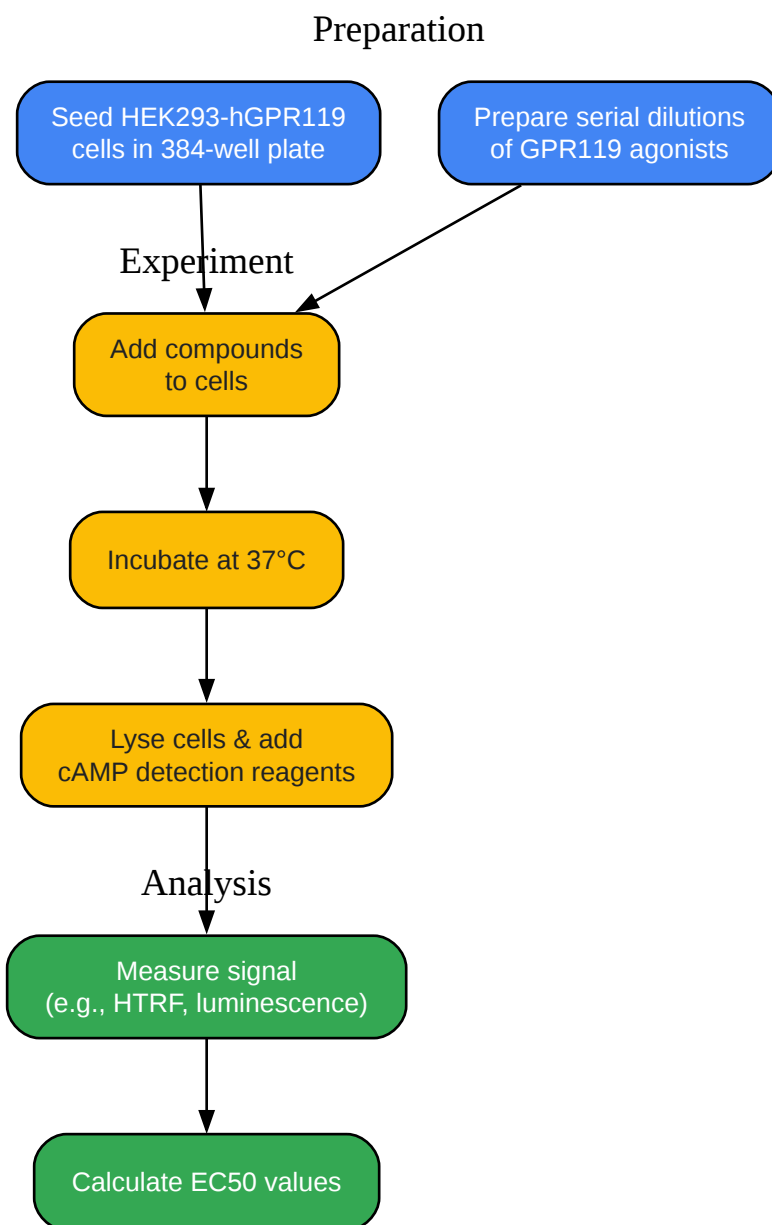 Preparation
Seed HEK293-hGPR119
cells in 384-well plate
Prepare serial dilutions
of GPR119 agonists
Experiment
Add compounds
to cells
Incubate at 37°C
Lyse cells & add
cAMP detection reagents
Analysis
Measure signal
(e.g., HTRF, luminescence)
Calculate EC50 values